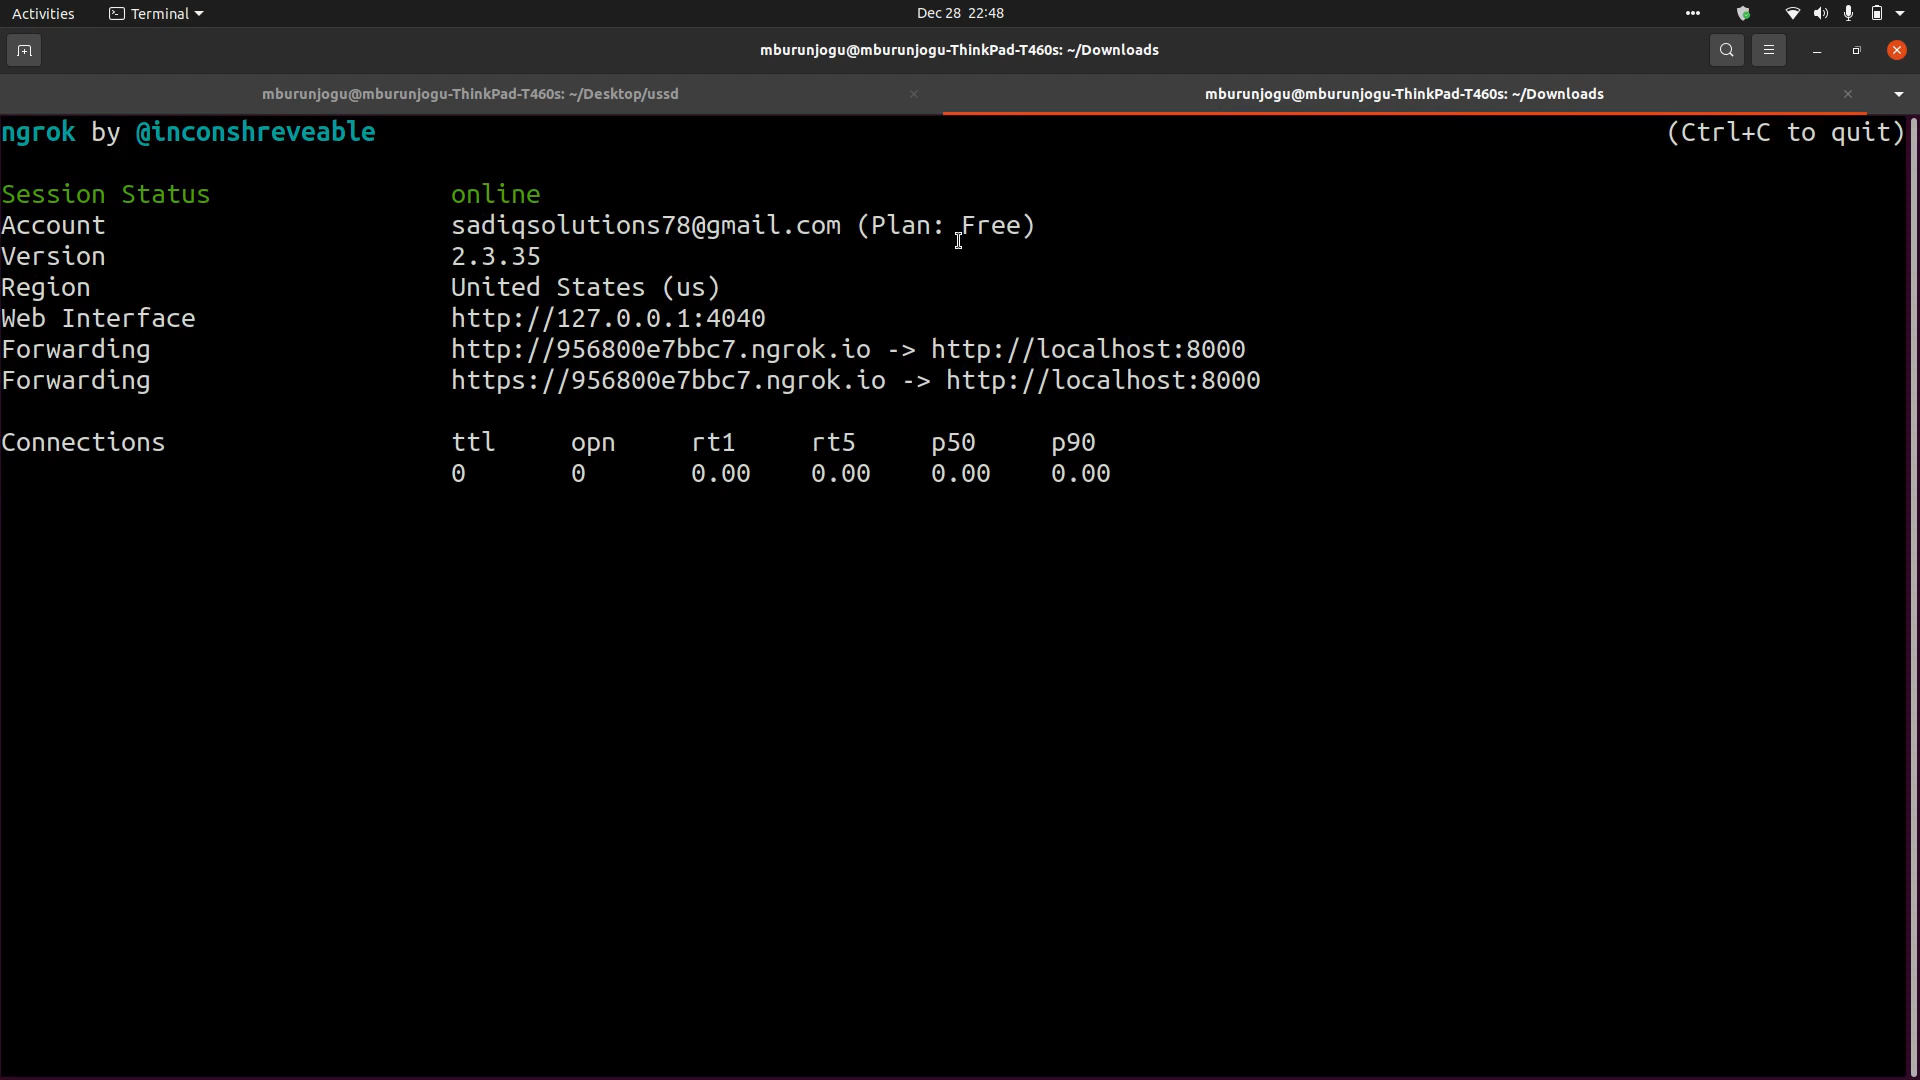 Activities Terminal Dec 28 22:48
mburunjogu@mburunjogu-ThinkPad-T460s: ~/Downloads
mburunjogu@mburunjogu-ThinkPad-T460s: ~/Desktop/ussd mburunjogu@mburunjogu-ThinkPad-T460s: ~/Downloads
ngrok by @inconshreveable (Ctrl+C to quit)
Session Status online
Account sadiqsolutions78@gmail.com (Plan: Free)
Version 2.3.35
Region United States (us)
Web Interface http://127.0.0.1:4040
Forwarding http://956800e7bbc7.ngrok.io -> http://localhost:8000
Forwarding https://956800e7bbc7.ngrok.io -> http://localhost:8000
Connections ttl opn rt1 rt5 p50 p90
0 0 0.00 0.00 0.00 0.00